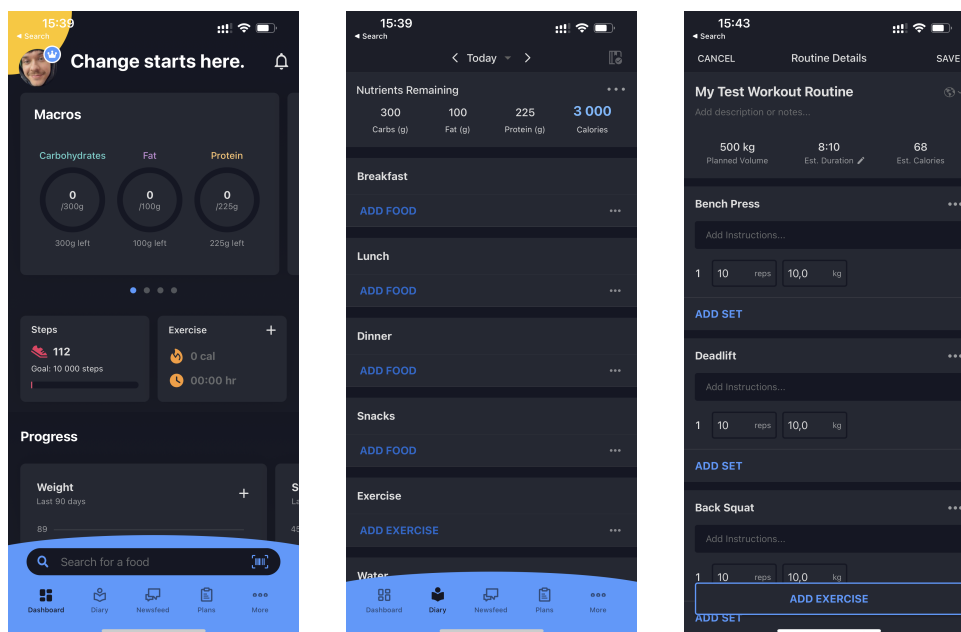 15:39
◄ Search
Change starts here.
Macros
Carbohydrates Fat Protein
0 0 0
/300g /100g /225g
300g left 100g left 225g left
Steps
112
Goal: 10 000 steps
Exercise +
0 cal
00:00 hr
Progress
Weight +
Last 90 days
89
S
La
45
Search for a food
Dashboard Diary Newsfeed Plans More
15:39
◄ Search
< Today >
Nutrients Remaining
300 100 225 3 000
Carbs (g) Fat (g) Protein (g) Calories
Breakfast
ADD FOOD
Lunch
ADD FOOD
Dinner
ADD FOOD
Snacks
ADD FOOD
Exercise
ADD EXERCISE
Water
Dashboard Diary Newsfeed Plans More
15:43
◄ Search
CANCEL Routine Details SAVE
My Test Workout Routine
Add description or notes...
500 kg 8:10 68
Planned Volume Est. Duration Est. Calories
Bench Press
Add Instructions...
1 10 reps 10,0 kg
ADD SET
Deadlift
Add Instructions...
1 10 reps 10,0 kg
ADD SET
Back Squat
Add Instructions...
1 10 reps 10,0 kg
ADD EXERCISE
ADD SET